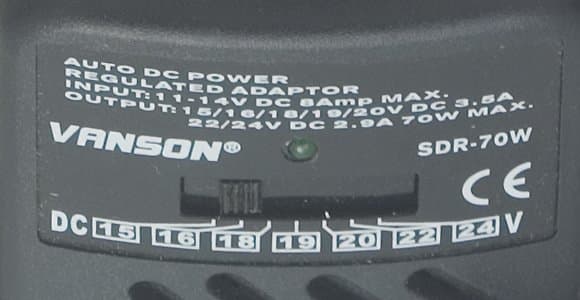 AUTO DC POWER
REGULATED ADAPTOR
INPUT:11-14V DC 8Amp MAX.
OUTPUT:15/16/18/19/20V DC 3.5A
22/24V DC 2.9A 70W MAX.
VANSON®
SDR-70W
CE
DC 15 16 18 19 20 22 24 V